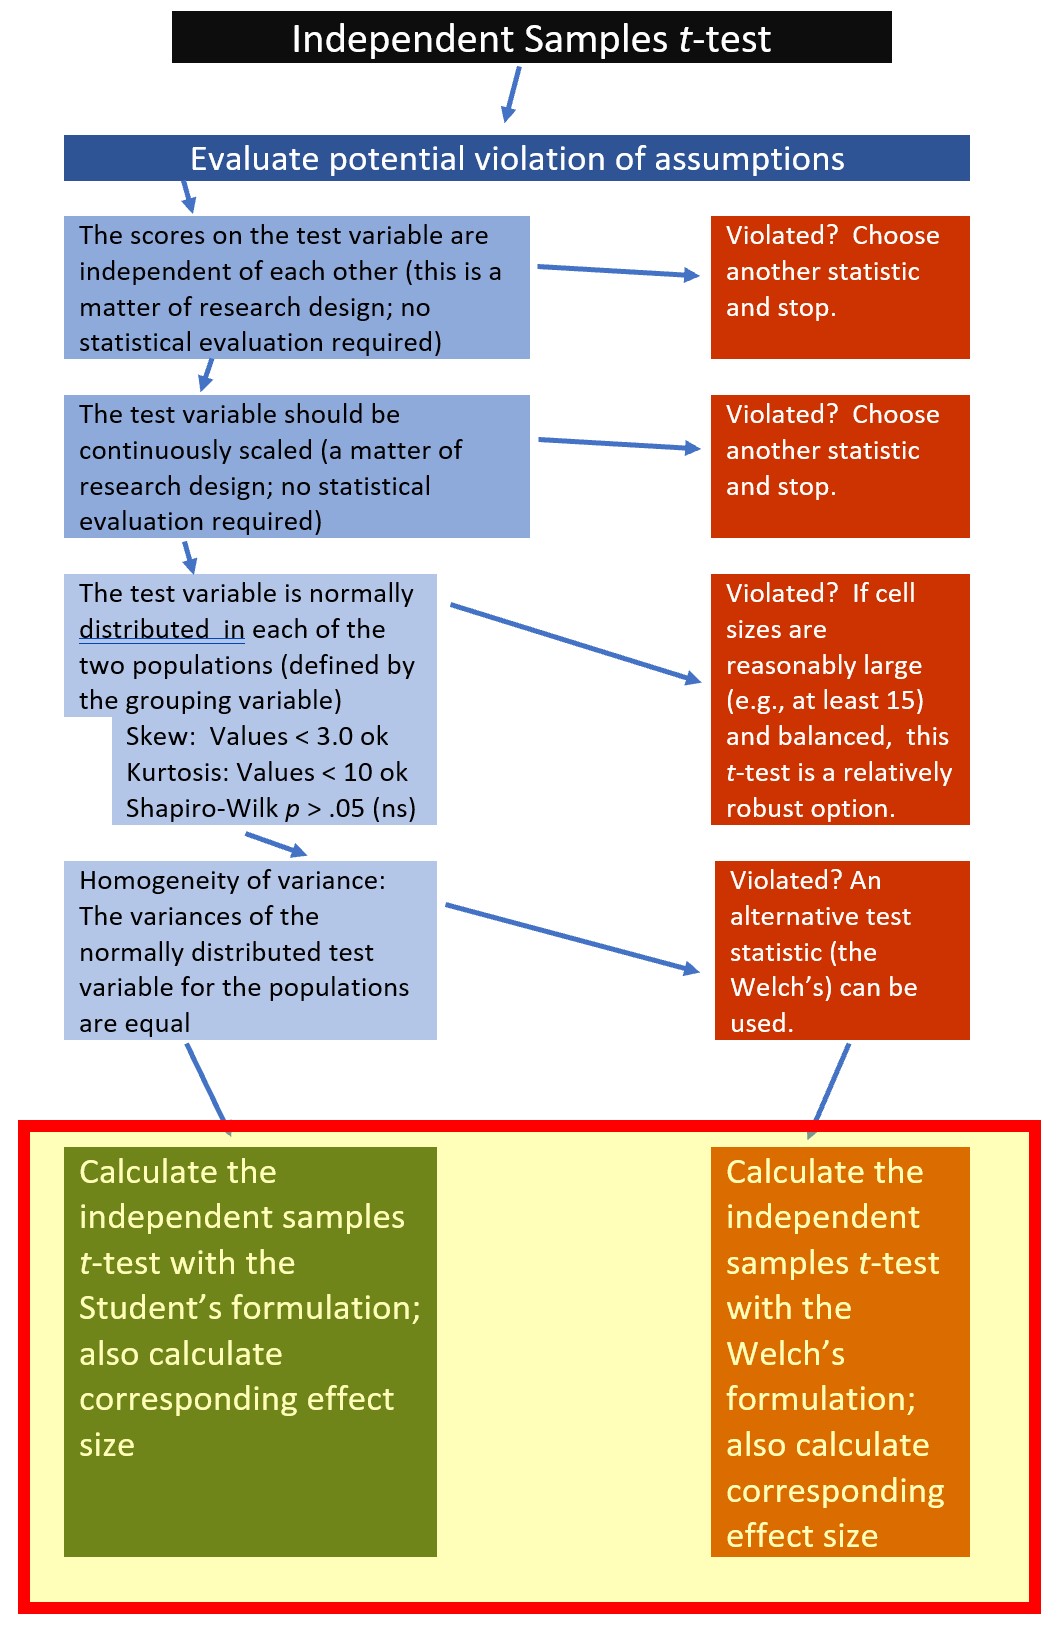 Independent Samples t-test
Evaluate potential violation of assumptions
The scores on the test variable are
independent of each other (this is a
matter of research design; no
statistical evaluation required)
Violated?  Choose
another statistic
and stop.
The test variable should be
continuously scaled (a matter of
research design; no statistical
evaluation required)
Violated?  Choose
another statistic
and stop.
The test variable is normally
distributed  in each of the
two populations (defined by
the grouping variable)
Skew:  Values < 3.0 ok
Kurtosis: Values < 10 ok
Shapiro-Wilk p > .05 (ns)
Violated?  If cell
sizes are
reasonably large
(e.g., at least 15)
and balanced,  this
t-test is a relatively
robust option.
Homogeneity of variance:
The variances of the
normally distributed test
variable for the populations
are equal
Violated? An
alternative test
statistic (the
Welch’s) can be
used.
Calculate the
independent samples
t-test with the
Student’s formulation;
also calculate
corresponding effect
size
Calculate the
independent
samples t-test
with the
Welch’s
formulation;
also calculate
corresponding
effect size